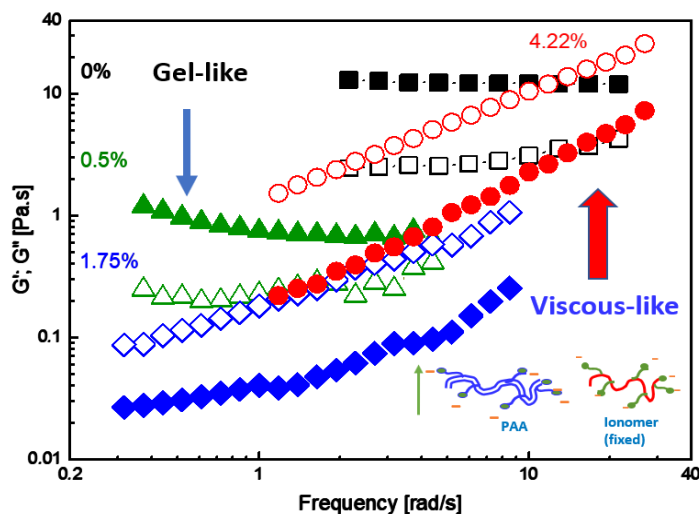 40
10
1
0.1
0.01
G'; G" [Pa.s]
0%
Gel-like
4.22%
0.5%
1.75%
Viscous-like
PAA
Ionomer
(fixed)
0.2
1
10
40
Frequency [rad/s]